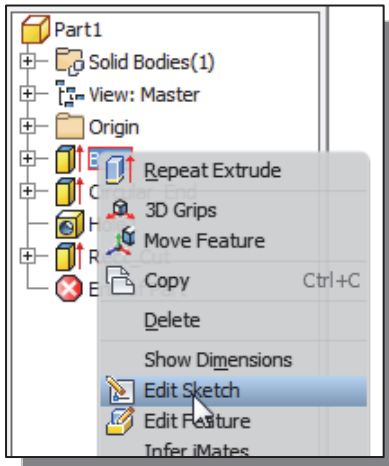 Part1
Solid Bodies(1)
View: Master
Origin
Repeat Extrude
3D Grips
Move Feature
Copy Ctrl+C
Delete
Show Dimensions
Edit Sketch
Edit Feature
Infer iMates